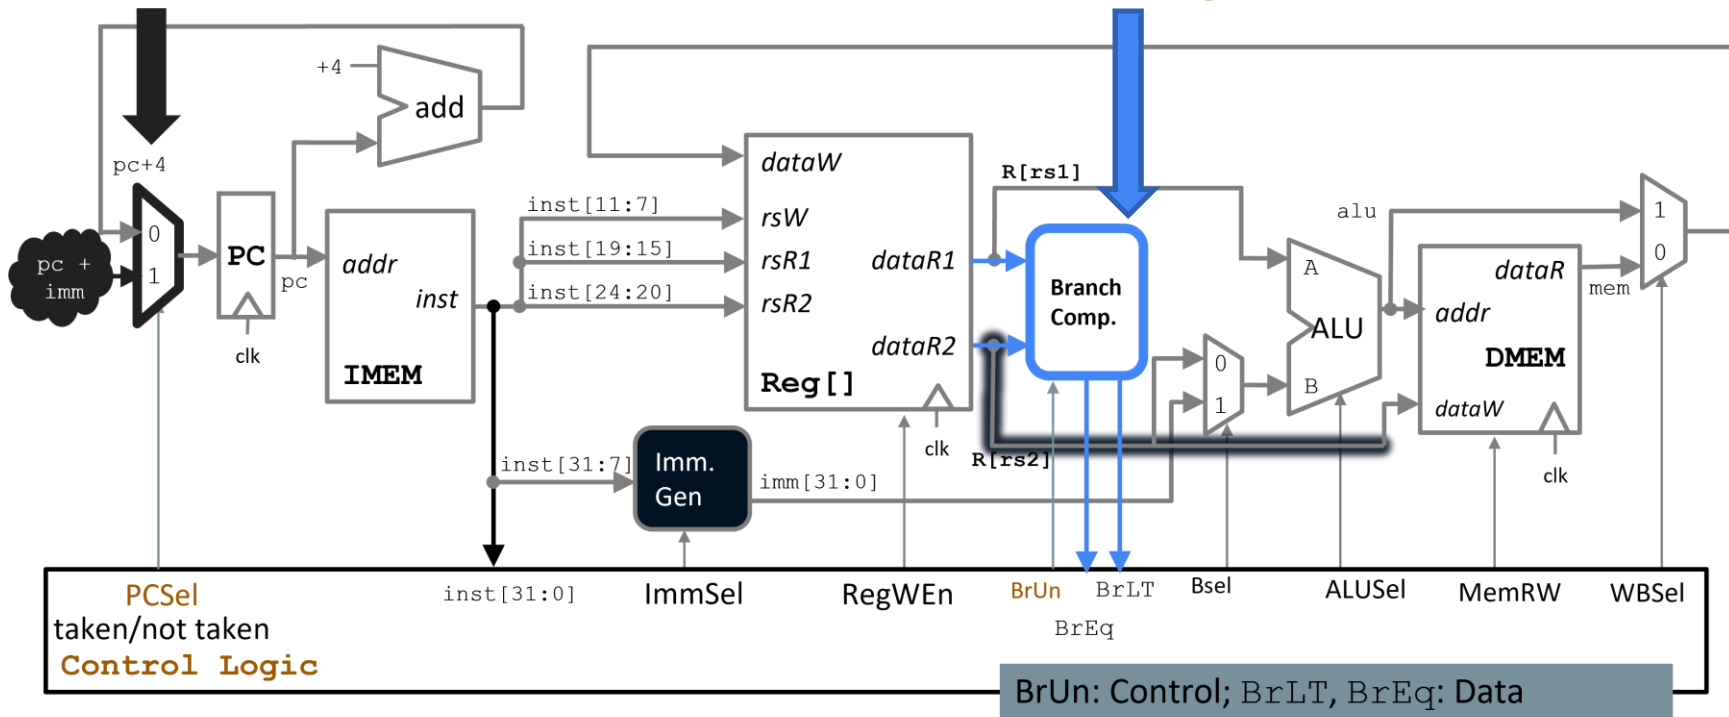 +4
add
pc+4
0
1
pc +
imm
PC
pc
clk
addr
inst
IMEM
inst[11:7]
inst[19:15]
inst[24:20]
dataW
rsW
rsR1
rsR2
dataR1
dataR2
Reg[]
clk
R[rs1]
R[rs2]
Branch
Comp.
inst[31:7]
Imm.
Gen
imm[31:0]
0
1
A
B
ALU
alu
addr
dataR
DMEM
dataW
clk
mem
1
0
PCSel
taken/not taken
Control Logic
inst[31:0]
ImmSel
RegWEn
BrUn
BrLT
BrEq
Bsel
ALUSel
MemRW
WBSel
BrUn: Control; BrLT, BrEq: Data